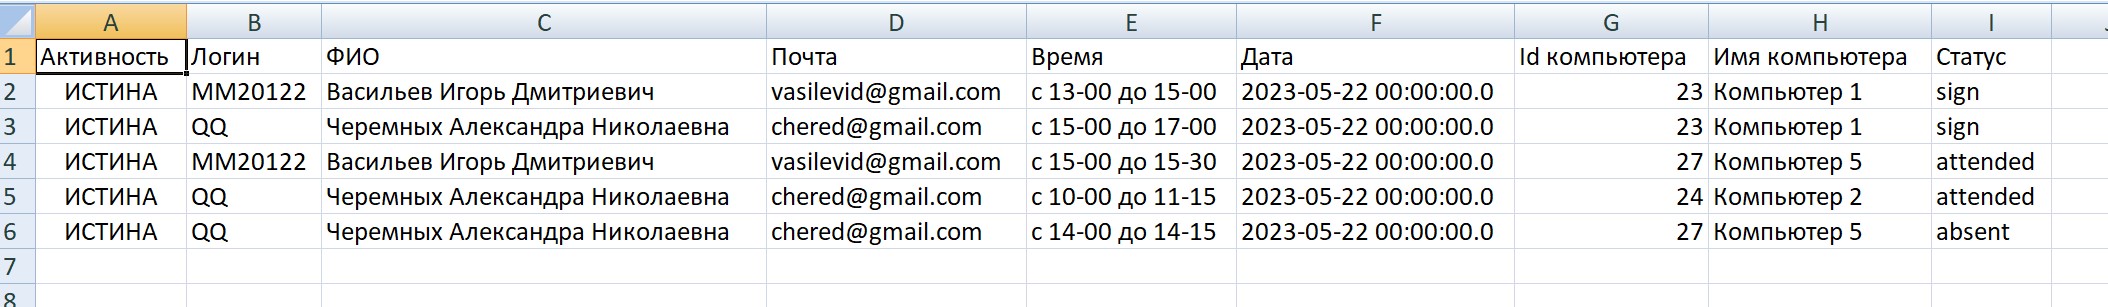 A B C D E F G H I
1 Активность Логин ФИО Почта Время Дата Id компьютера Имя компьютера Статус
2 ИСТИНА MM20122 Васильев Игорь Дмитриевич vasilevid@gmail.com с 13-00 до 15-00 2023-05-22 00:00:00.0 23 Компьютер 1 sign
3 ИСТИНА QQ Черемных Александра Николаевна chered@gmail.com с 15-00 до 17-00 2023-05-22 00:00:00.0 23 Компьютер 1 sign
4 ИСТИНА MM20122 Васильев Игорь Дмитриевич vasilevid@gmail.com с 15-00 до 15-30 2023-05-22 00:00:00.0 27 Компьютер 5 attended
5 ИСТИНА QQ Черемных Александра Николаевна chered@gmail.com с 10-00 до 11-15 2023-05-22 00:00:00.0 24 Компьютер 2 attended
6 ИСТИНА QQ Черемных Александра Николаевна chered@gmail.com с 14-00 до 14-15 2023-05-22 00:00:00.0 27 Компьютер 5 absent
7
8